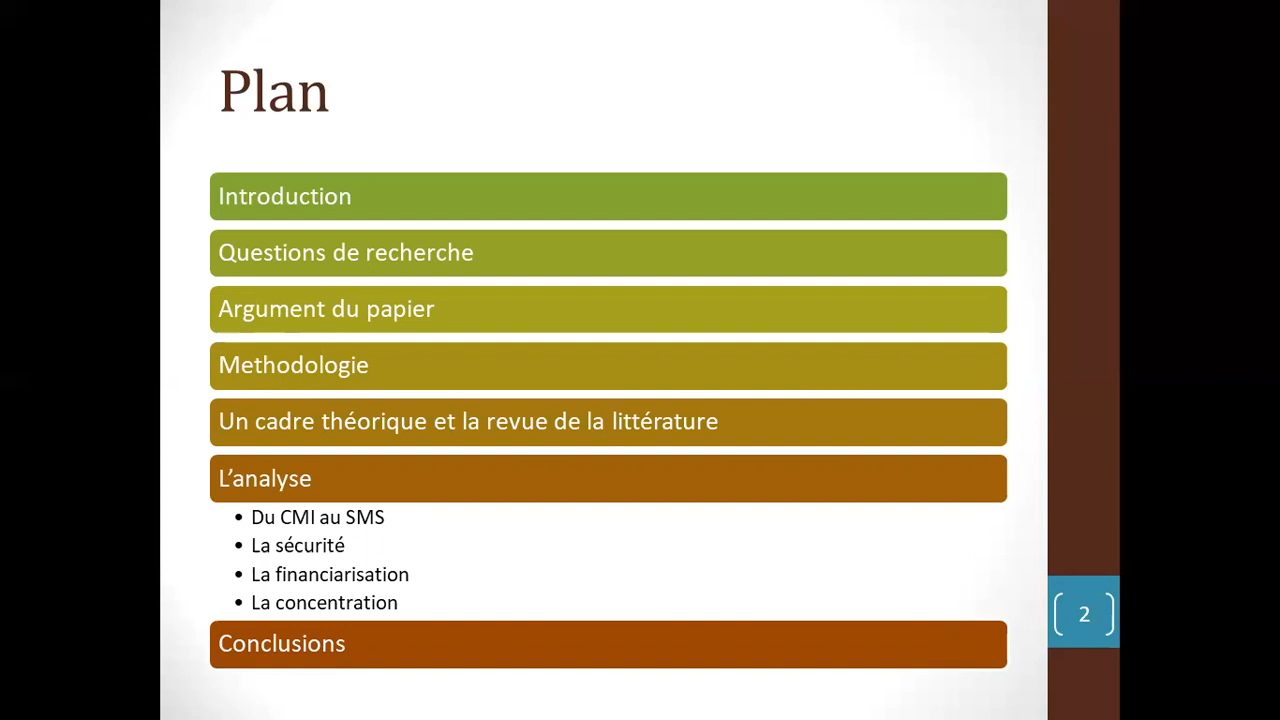 Plan
Introduction
Questions de recherche
Argument du papier
Methodologie
Un cadre théorique et la revue de la littérature
L’analyse
• Du CMI au SMS
• La sécurité
• La financiarisation
• La concentration
Conclusions
2